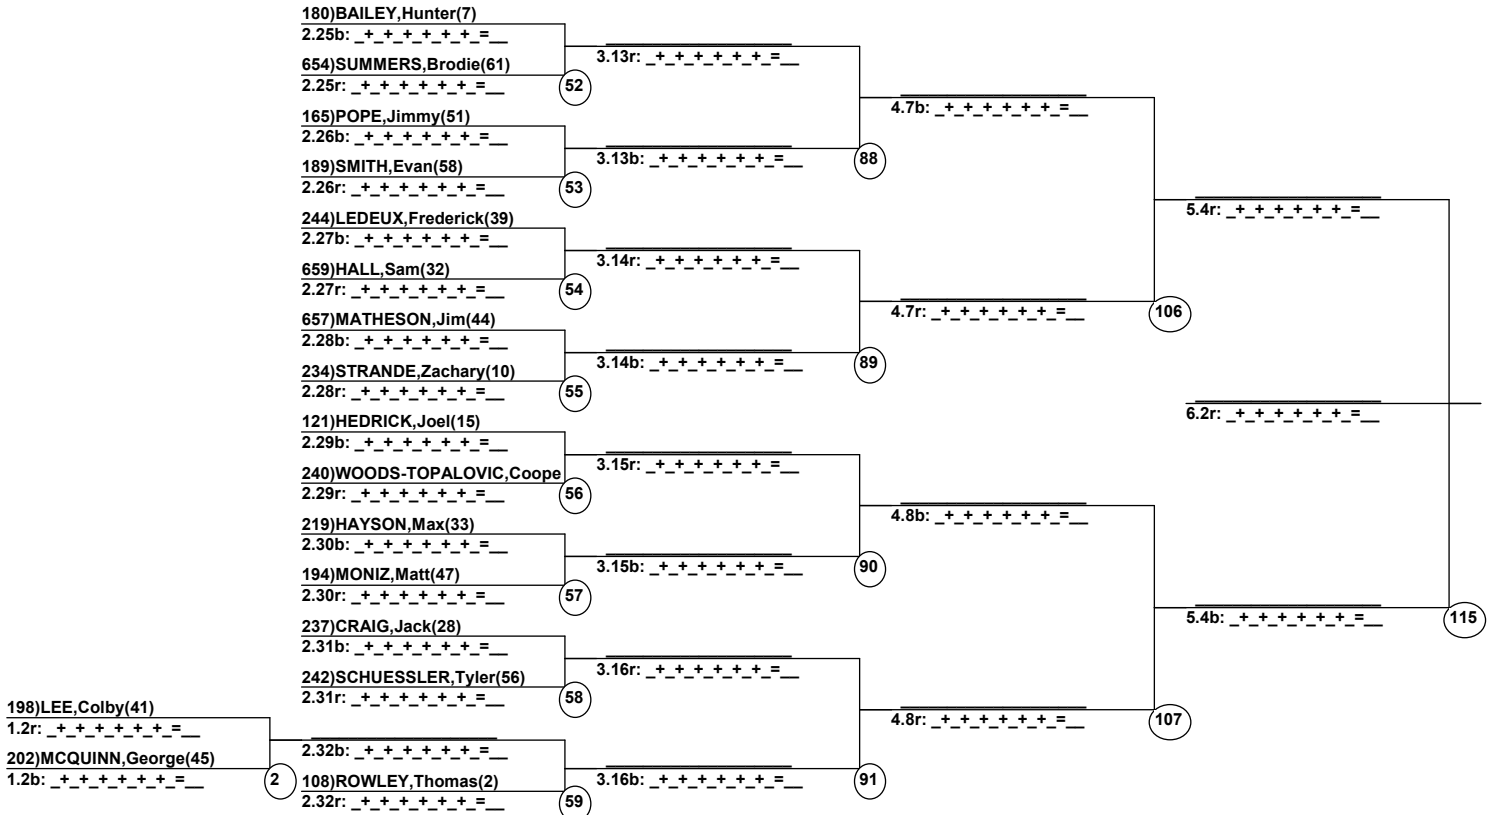 180)BAILEY,Hunter(7)
2.25b: _+_+_+_+_+_=__
654)SUMMERS,Brodie(61)
2.25r: _+_+_+_+_+_=__
52
165)POPE,Jimmy(51)
2.26b: _+_+_+_+_+_=__
189)SMITH,Evan(58)
2.26r: _+_+_+_+_+_=__
53
244)LEDEUX,Frederick(39)
2.27b: _+_+_+_+_+_=__
659)HALL,Sam(32)
2.27r: _+_+_+_+_+_=__
54
657)MATHESON,Jim(44)
2.28b: _+_+_+_+_+_=__
234)STRANDE,Zachary(10)
2.28r: _+_+_+_+_+_=__
55
121)HEDRICK,Joel(15)
2.29b: _+_+_+_+_+_=__
240)WOODS-TOPALOVIC,Coope
2.29r: _+_+_+_+_+_=__
56
219)HAYSON,Max(33)
2.30b: _+_+_+_+_+_=__
194)MONIZ,Matt(47)
2.30r: _+_+_+_+_+_=__
57
237)CRAIG,Jack(28)
2.31b: _+_+_+_+_+_=__
242)SCHUESSLER,Tyler(56)
2.31r: _+_+_+_+_+_=__
58
198)LEE,Colby(41)
1.2r: _+_+_+_+_+_=__
202)MCQUINN,George(45)
1.2b: _+_+_+_+_+_=__
2
2.32b: _+_+_+_+_+_=__
108)ROWLEY,Thomas(2)
2.32r: _+_+_+_+_+_=__
59
3.13r: _+_+_+_+_+_=__
3.13b: _+_+_+_+_+_=__
88
3.14r: _+_+_+_+_+_=__
3.14b: _+_+_+_+_+_=__
89
3.15r: _+_+_+_+_+_=__
3.15b: _+_+_+_+_+_=__
90
3.16r: _+_+_+_+_+_=__
3.16b: _+_+_+_+_+_=__
91
4.7b: _+_+_+_+_+_=__
4.7r: _+_+_+_+_+_=__
106
4.8b: _+_+_+_+_+_=__
4.8r: _+_+_+_+_+_=__
107
5.4r: _+_+_+_+_+_=__
5.4b: _+_+_+_+_+_=__
115
6.2r: _+_+_+_+_+_=__